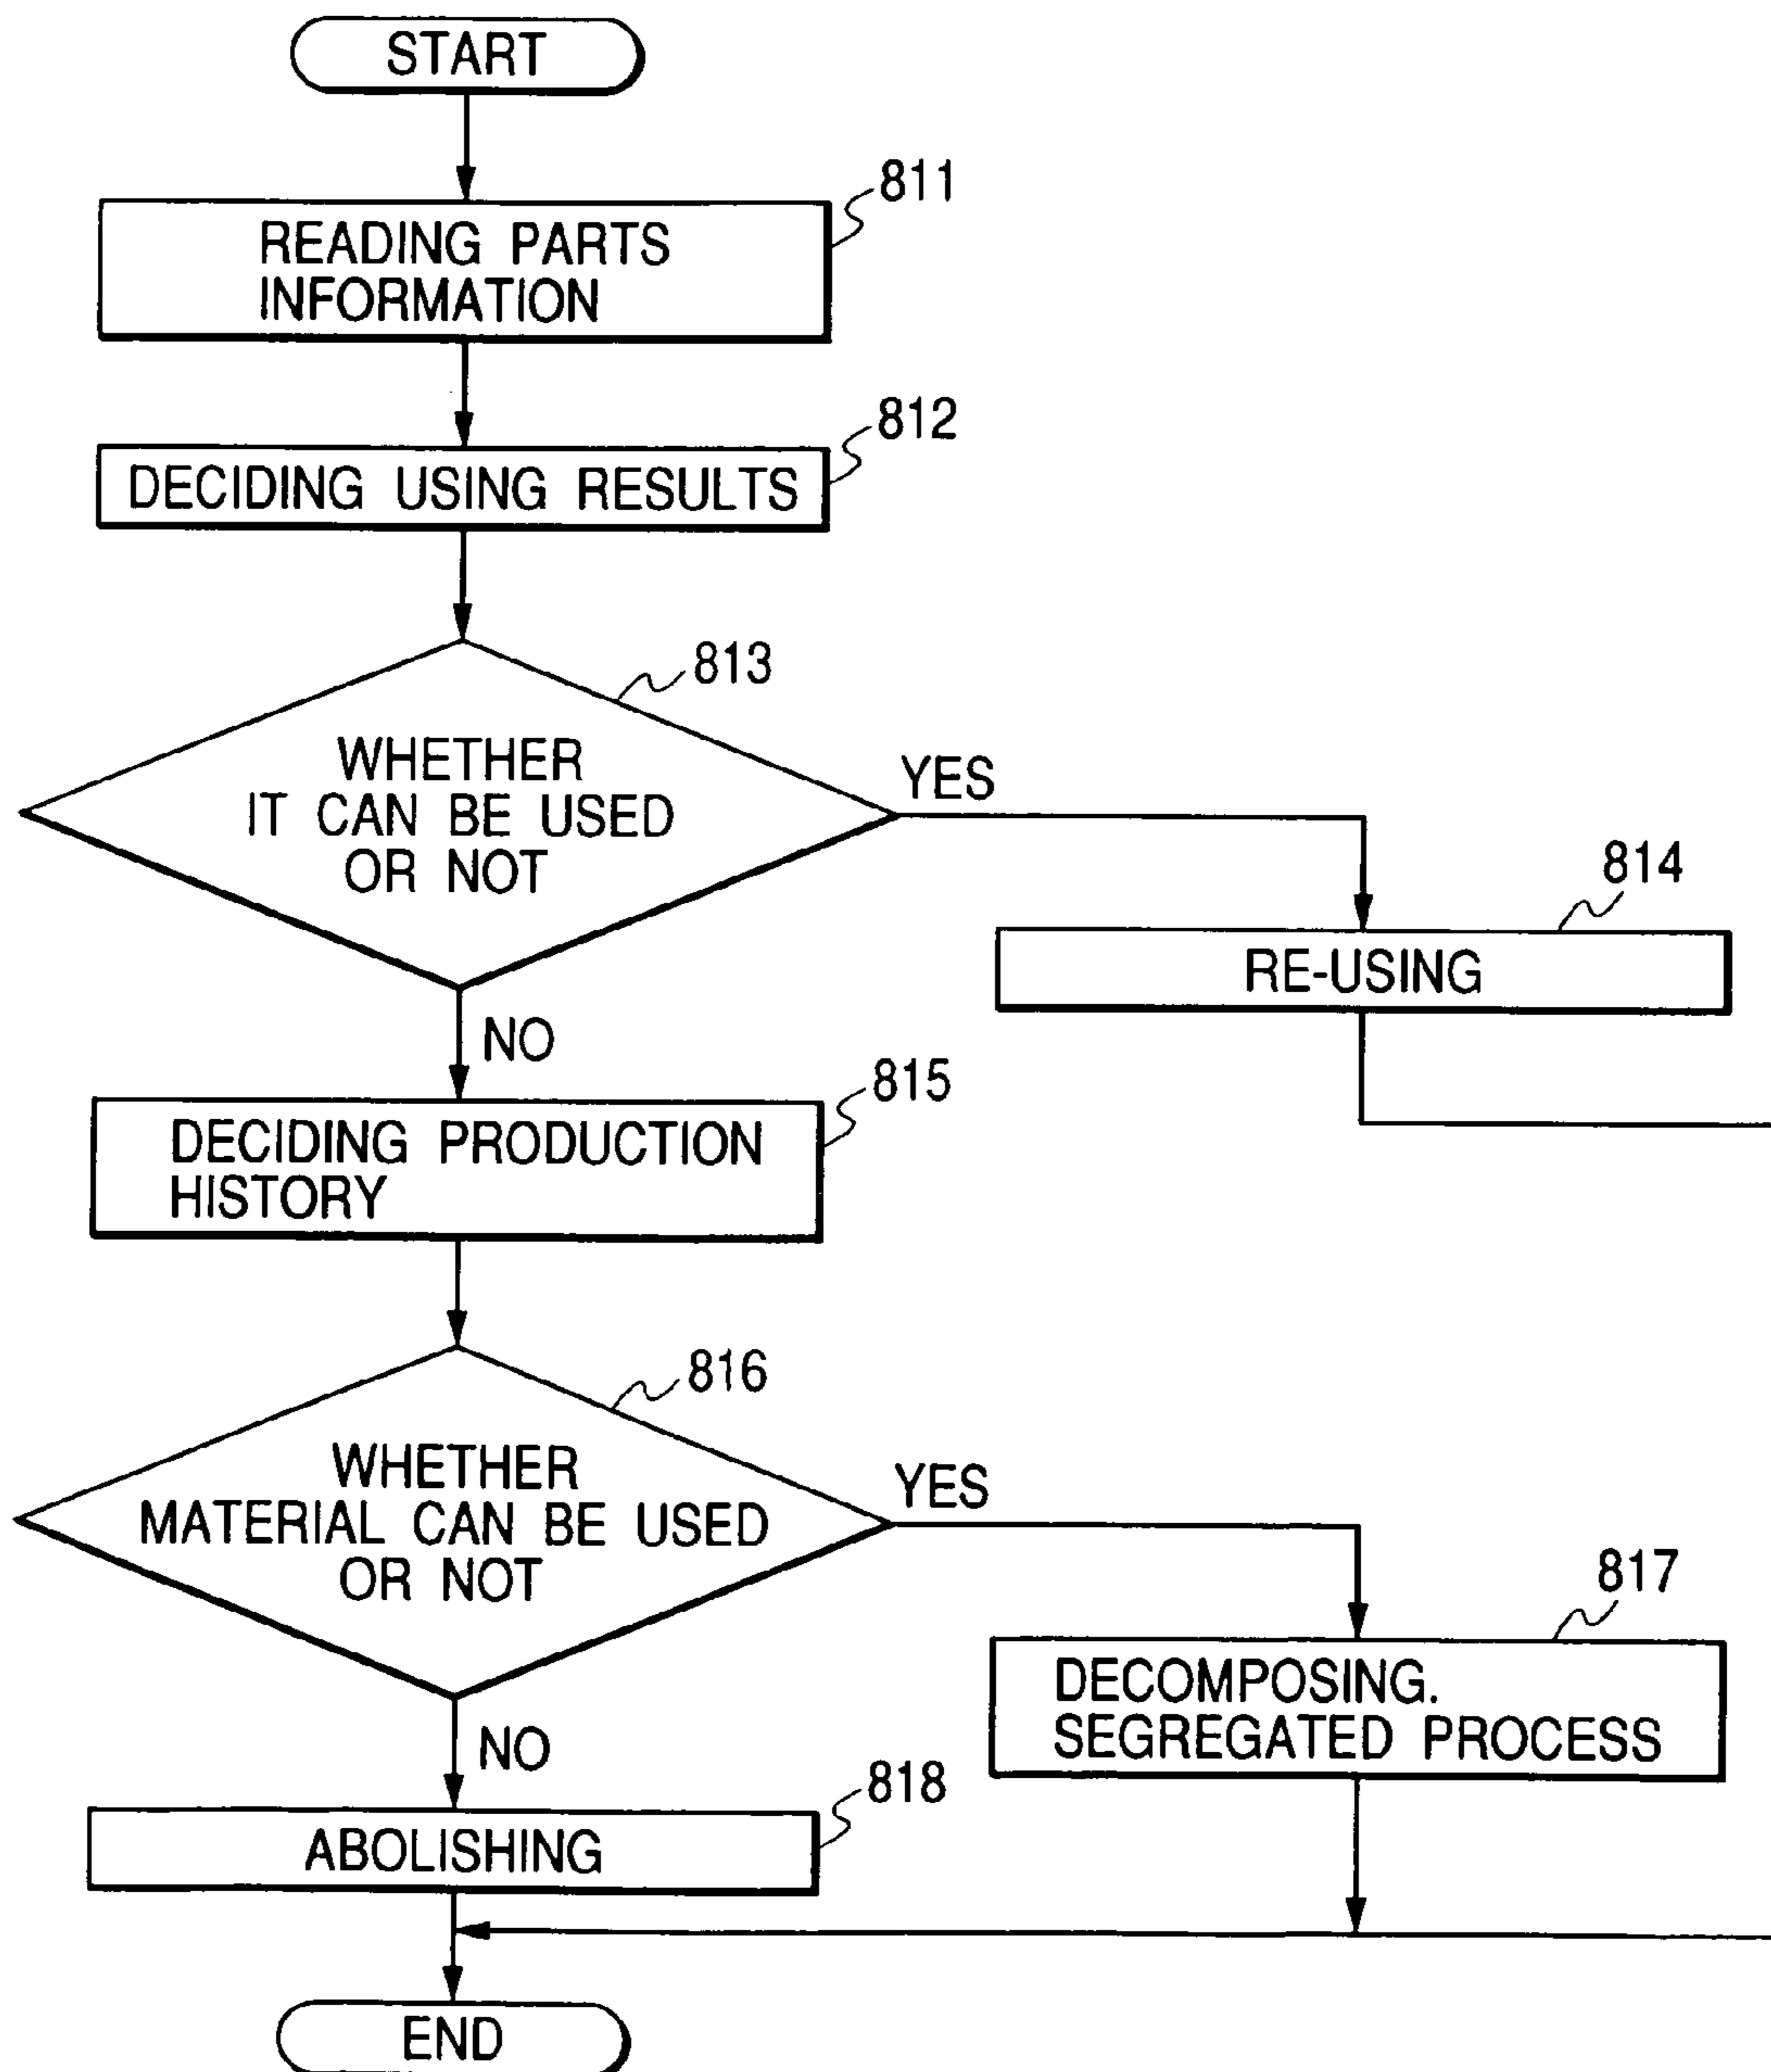 START
811
READING PARTS
INFORMATION
812
DECIDING USING RESULTS
813
WHETHER
IT CAN BE USED
OR NOT
YES
814
RE-USING
NO
815
DECIDING PRODUCTION
HISTORY
816
WHETHER
MATERIAL CAN BE USED
OR NOT
YES
817
DECOMPOSING.
SEGREGATED PROCESS
NO
818
ABOLISHING
END